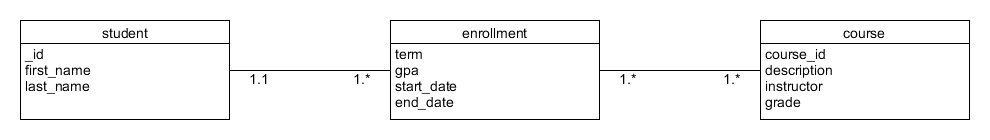 student
_id
first_name
last_name
1.1
1.*
enrollment
term
gpa
start_date
end_date
1.*
1.*
course
course_id
description
instructor
grade